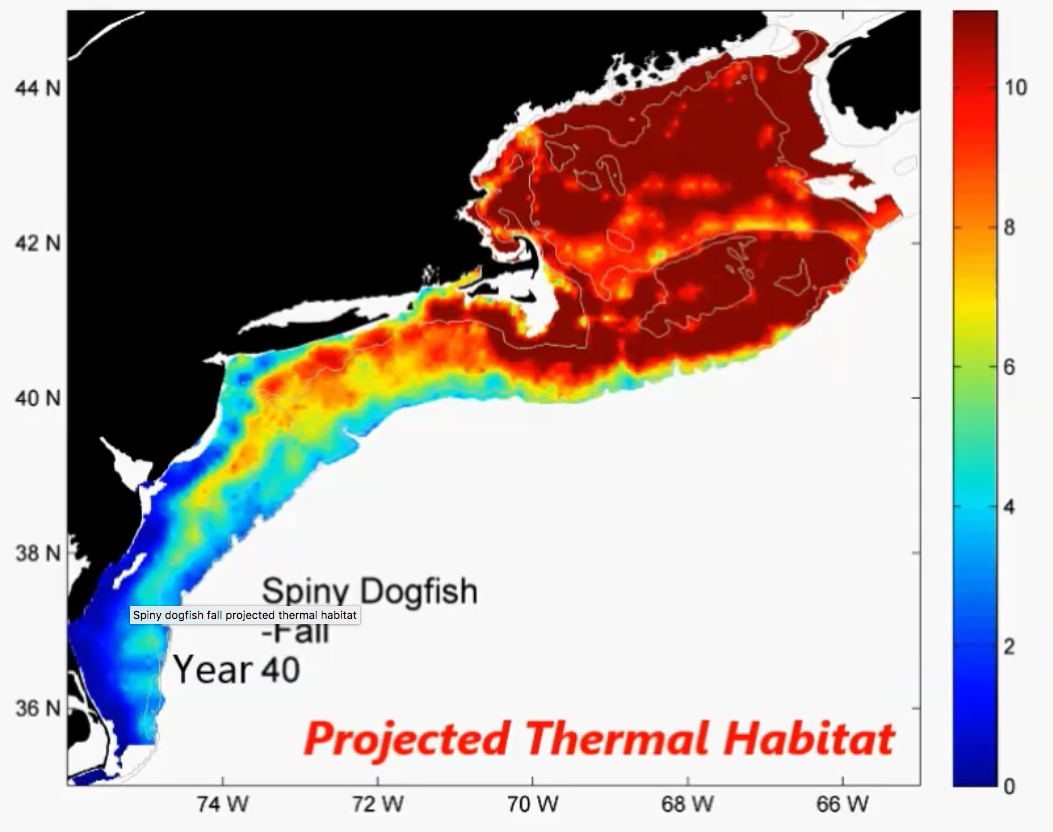 44 N
42 N
40 N
38 N
36 N
74 W
72 W
70 W
68 W
66 W
10
8
6
4
2
0
Spiny Dogfish
Spiny dogfish fall projected thermal habitat
-Fall
Year 40
Projected Thermal Habitat